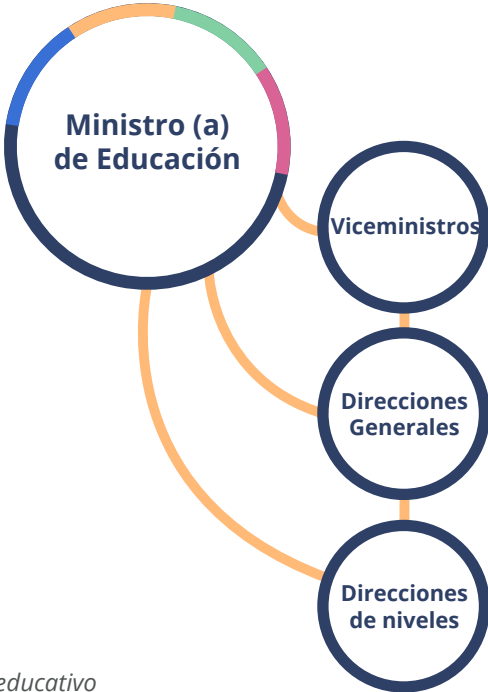 Ministro (a)
de Educación
Viceministros
Direcciones
Generales
Direcciones
de niveles
educativo